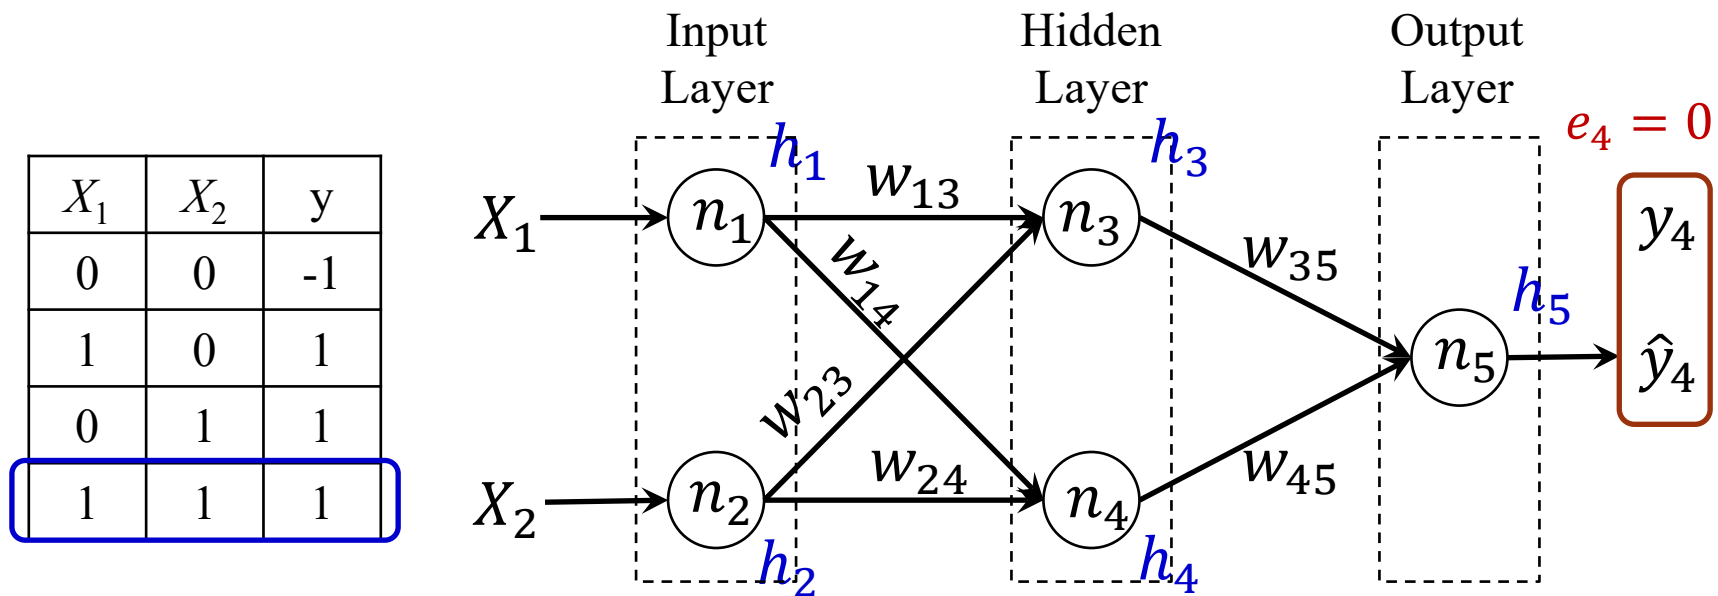 X₁ X₂ y
0 0 -1
1 0 1
0 1 1
1 1 1
Input Layer
Hidden Layer
Output Layer
X₁
X₂
n₁
h₁
n₂
h₂
w₁₃
w₁₄
w₂₃
w₂₄
n₃
h₃
n₄
h₄
w₃₅
w₄₅
n₅
h₅
e₄ = 0
y₄
ŷ₄